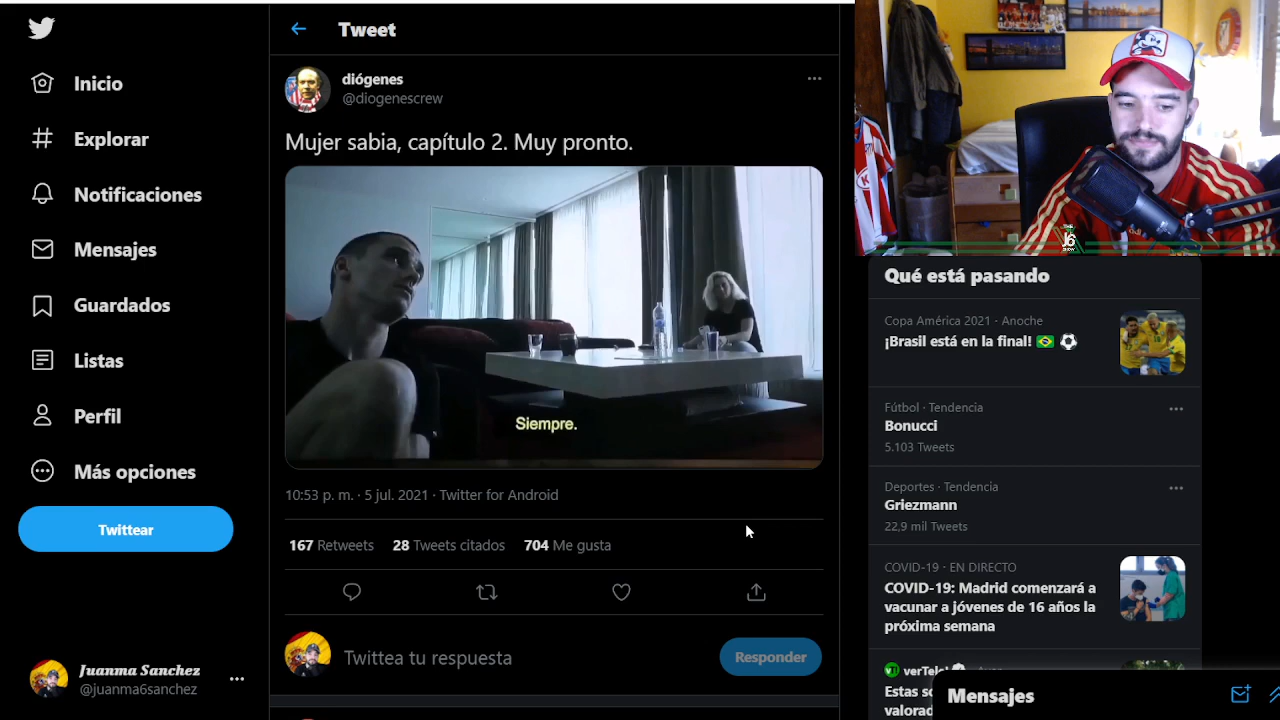 Inicio
Explorar
Notificaciones
Mensajes
Guardados
Listas
Perfil
Más opciones
Twittear
Juanma Sanchez
@juanma6sanchez
Tweet
diógenes
@diogenescrew
Mujer sabia, capítulo 2. Muy pronto.
Siempre.
10:53 p. m. · 5 jul. 2021 · Twitter for Android
167 Retweets 28 Tweets citados 704 Me gusta
Twittea tu respuesta
Responder
J6
Qué está pasando
Copa América 2021 · Anoche
¡Brasil está en la final! 🇧🇷 ⚽
Fútbol · Tendencia
Bonucci
5.103 Tweets
Deportes · Tendencia
Griezmann
22,9 mil Tweets
COVID-19 · EN DIRECTO
COVID-19: Madrid comenzará a
vacunar a jóvenes de 16 años la
próxima semana
Estas
valorad
Mensajes